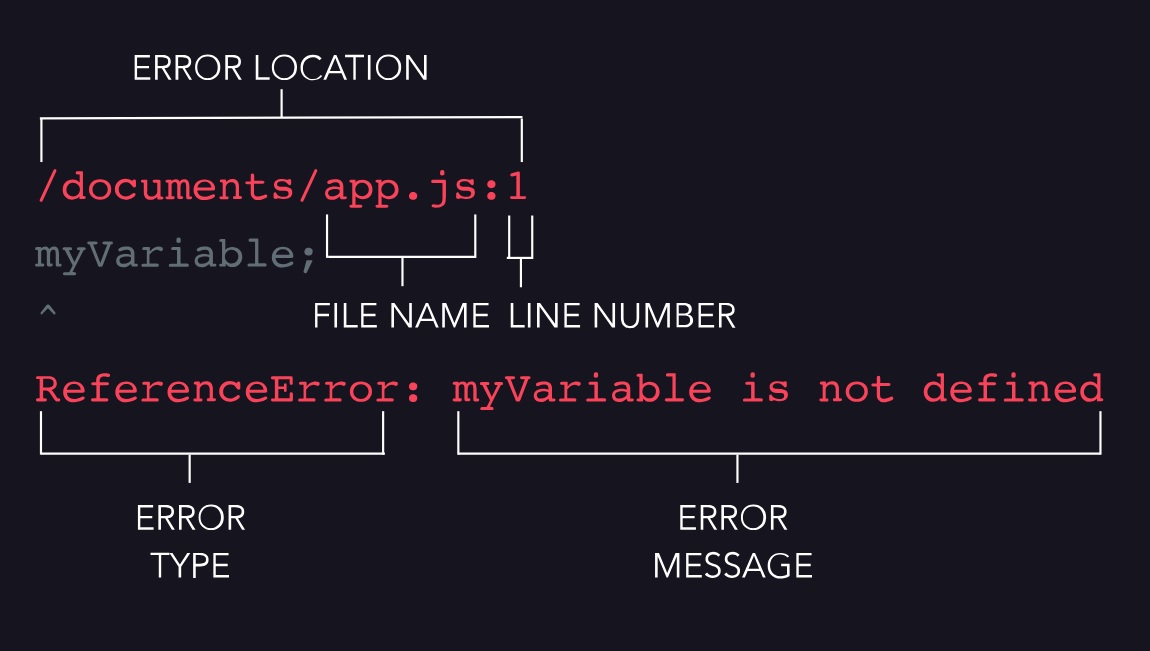 ERROR LOCATION
/documents/app.js:1
myVariable;
^
FILE NAME LINE NUMBER
ReferenceError: myVariable is not defined
ERROR
TYPE
ERROR
MESSAGE